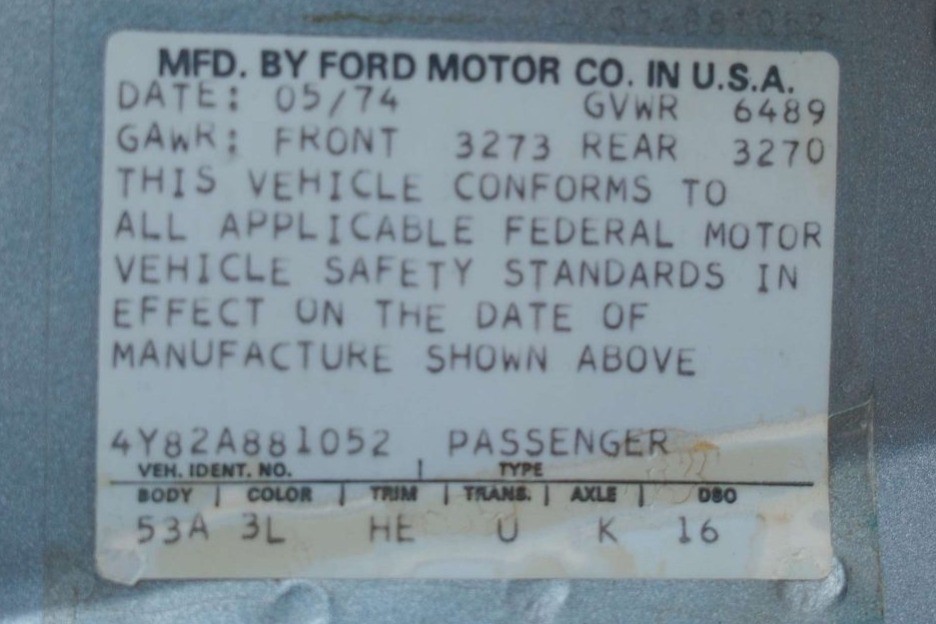 MFD. BY FORD MOTOR CO. IN U.S.A.
DATE: 05/74 GVWR 6489
GAWR: FRONT 3273 REAR 3270
THIS VEHICLE CONFORMS TO
ALL APPLICABLE FEDERAL MOTOR
VEHICLE SAFETY STANDARDS IN
EFFECT ON THE DATE OF
MANUFACTURE SHOWN ABOVE
4Y82A881052 PASSENGER
VEH. IDENT. NO. | TYPE
BODY | COLOR | TRIM | TRANS. | AXLE | DSO
53A 3L HE U K 16